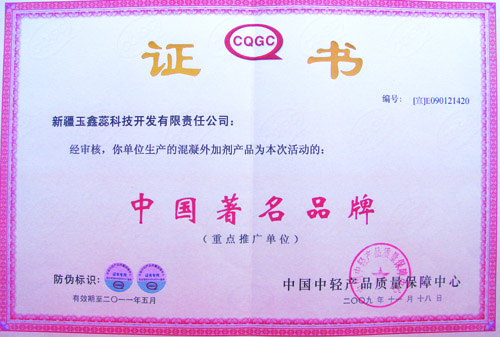 CQGC
证 书
编号： [宣]E090121420
新疆玉鑫蕊科技开发有限责任公司：
经审核，你单位生产的混凝外加剂产品为本次活动的：
中国著名品牌
（重点推广单位）
防伪标识：
有效期至二〇一一年五月
中国中轻产品质量保障中心
二〇〇九年十一月十八日